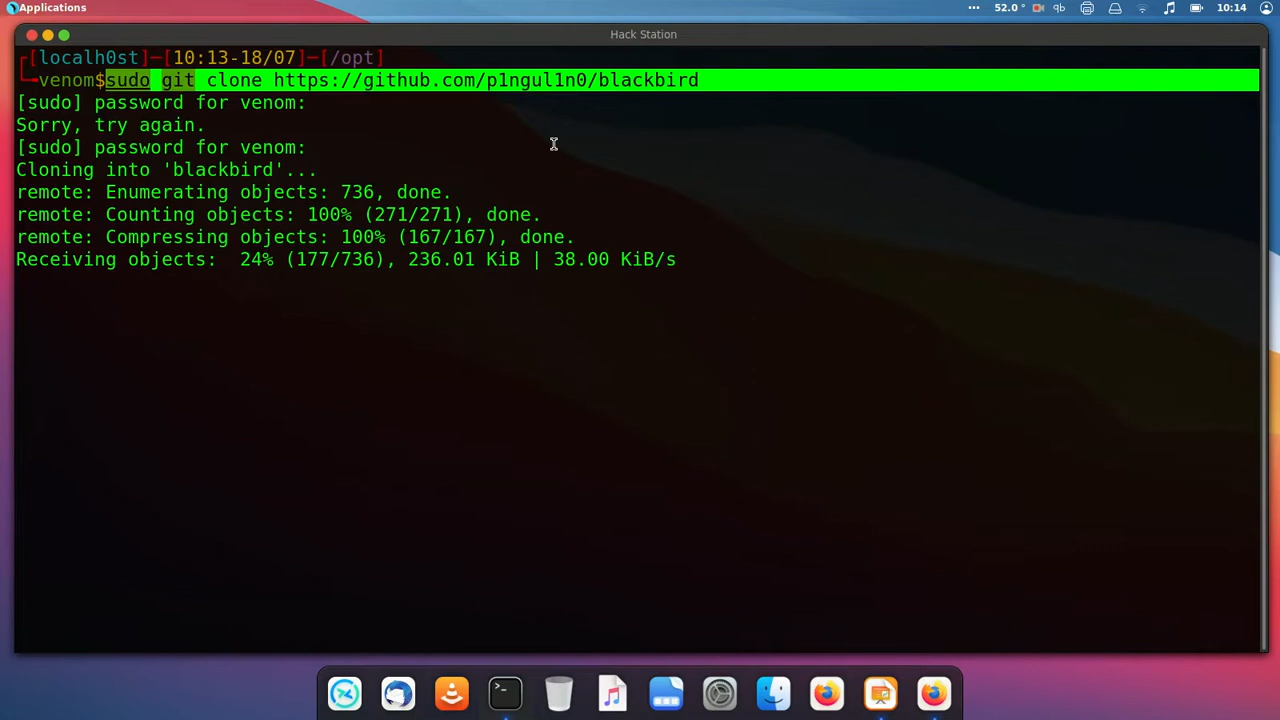 Applications
52.0 °
qb
10:14
Hack Station
[localh0st]─[10:13-18/07]─[/opt]
venom$sudo git clone https://github.com/p1ngul1n0/blackbird
[sudo] password for venom:
Sorry, try again.
[sudo] password for venom:
Cloning into 'blackbird'...
remote: Enumerating objects: 736, done.
remote: Counting objects: 100% (271/271), done.
remote: Compressing objects: 100% (167/167), done.
Receiving objects:  24% (177/736), 236.01 KiB | 38.00 KiB/s